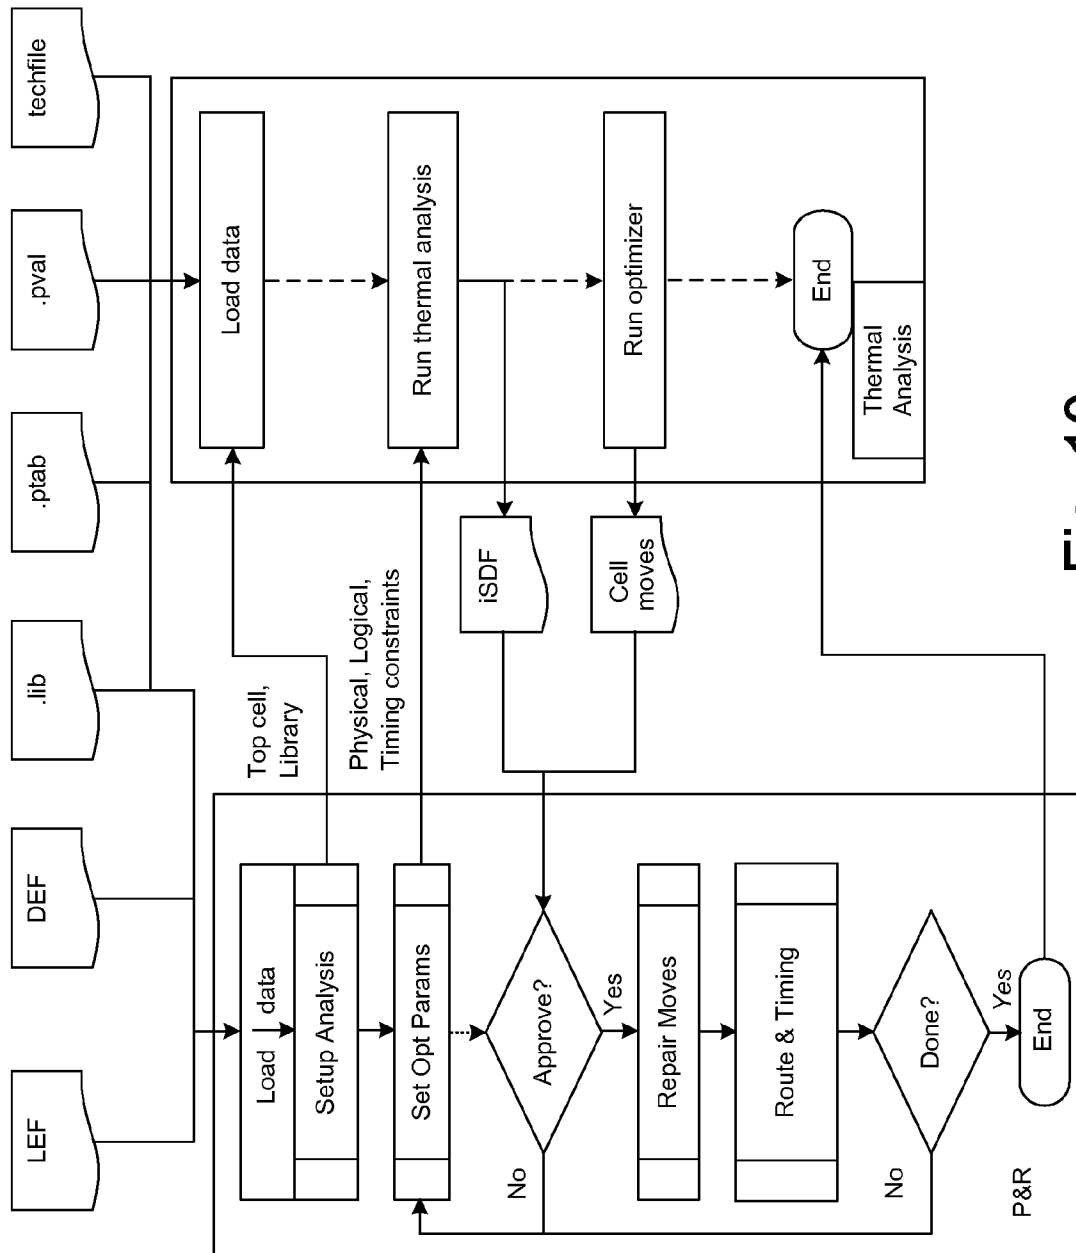 LEF
DEF
.lib
.ptab
.pval
techfile
Load data
Setup Analysis
Set Opt Params
Approve?
Yes
No
Repair Moves
Route & Timing
Done?
Yes
No
End
P&R
Top cell,
Library
Physical, Logical,
Timing constraints
iSDF
Cell
moves
Load data
Run thermal analysis
Run optimizer
End
Thermal
Analysis